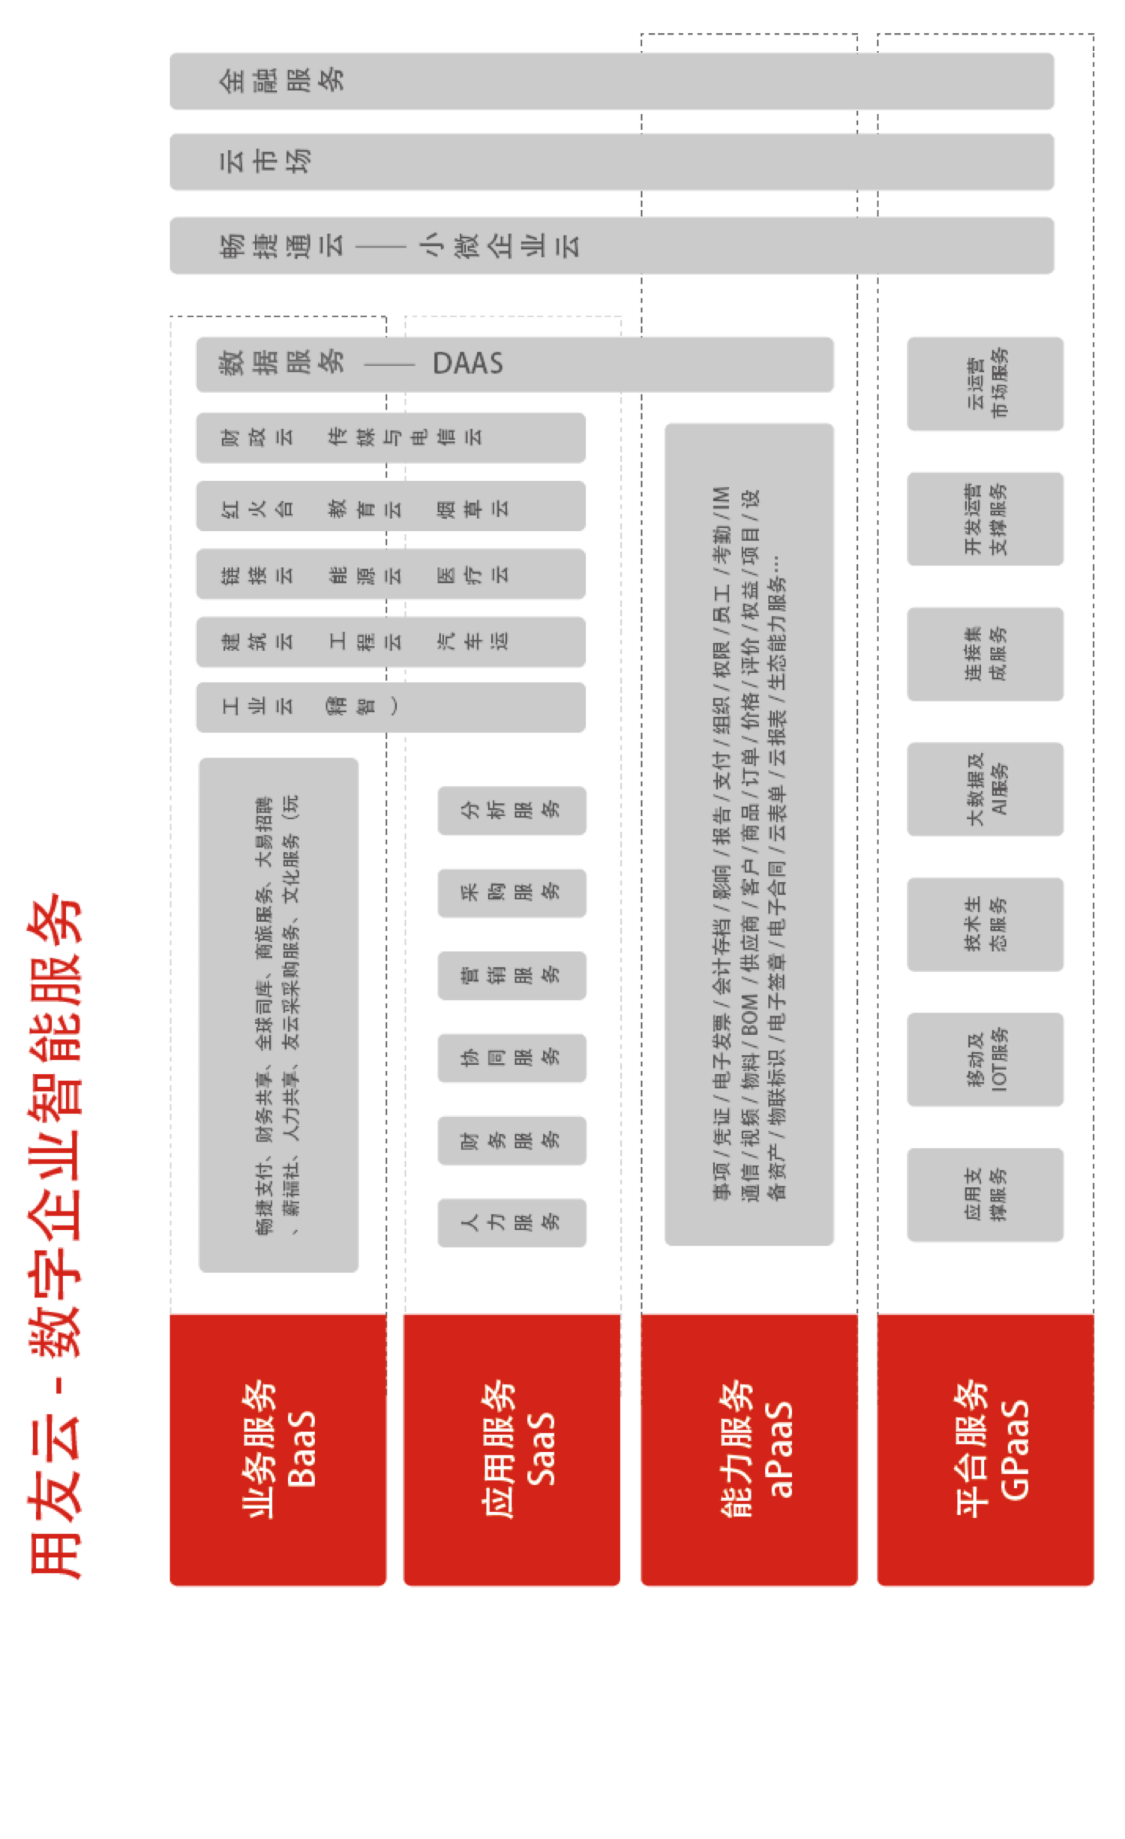 用友云 - 数字企业智能服务
业务服务
BaaS
畅捷支付、财务共享、全球司库、商旅服务、大易招聘
、薪福社、人力共享、友云采采购服务、文化服务（玩
应用服务
SaaS
人力服务
财务服务
协同服务
营销服务
采购服务
分析服务
工业云（精智）
建筑云 工程云 汽车运
链接云 能源云 医疗云
红火台 教育云 烟草云
财政云 传媒与电信云
数据服务——DAAS
能力服务
aPaaS
事项/凭证/电子发票/会计存档/影响/报告/支付/组织/权限/员工/考勤/IM
通信/视频/物料/BOM/供应商/客户/商品/订单/价格/评价/权益/项目/设
备资产/物联标识/电子签章/电子合同/云表单/云报表/生态能力服务...
平台服务
GPaaS
应用支
撑服务
移动及
IOT服务
技术生
态服务
大数据及
AI服务
连接集
成服务
开发运营
支撑服务
云运营
市场服务
畅捷通云——小微企业云
云市场
金融服务